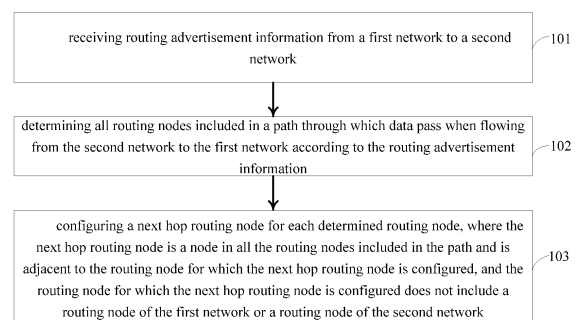 receiving routing advertisement information from a first network to a second
network
101
determining all routing nodes included in a path through which data pass when flowing
from the second network to the first network according to the routing advertisement
information
102
configuring a next hop routing node for each determined routing node, where the
next hop routing node is a node in all the routing nodes included in the path and is
adjacent to the routing node for which the next hop routing node is configured, and the
routing node for which the next hop routing node is configured does not include a
routing node of the first network or a routing node of the second network
103